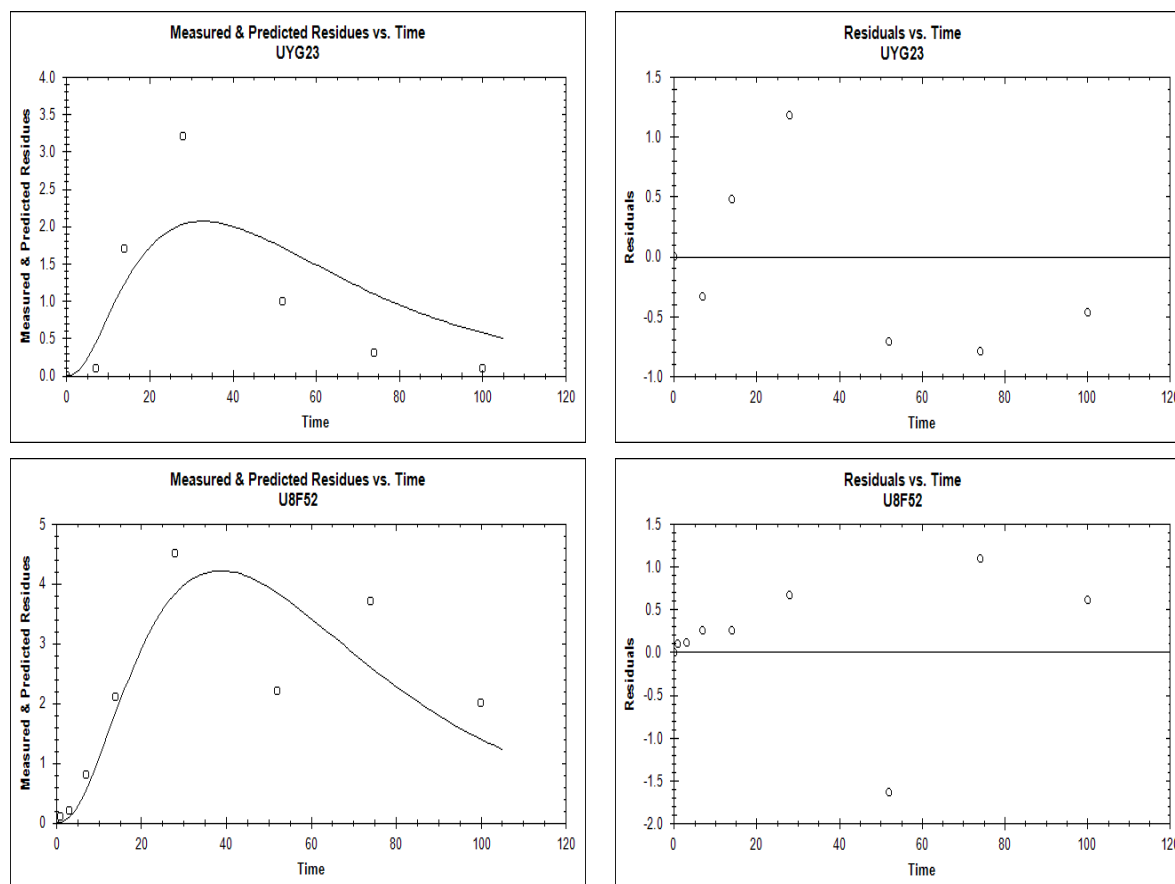 Measured & Predicted Residues vs. Time
UYG23
Measured & Predicted Residues
4.0
3.5
3.0
2.5
2.0
1.5
1.0
0.5
0.0
0 20 40 60 80 100 120
Time
Residuals vs. Time
UYG23
Residuals
1.5
1.0
0.5
0.0
-0.5
-1.0
0 20 40 60 80 100 120
Time
Measured & Predicted Residues vs. Time
U8F52
Measured & Predicted Residues
5
4
3
2
1
0
0 20 40 60 80 100 120
Time
Residuals vs. Time
U8F52
Residuals
1.5
1.0
0.5
0.0
-0.5
-1.0
-1.5
-2.0
0 20 40 60 80 100 120
Time